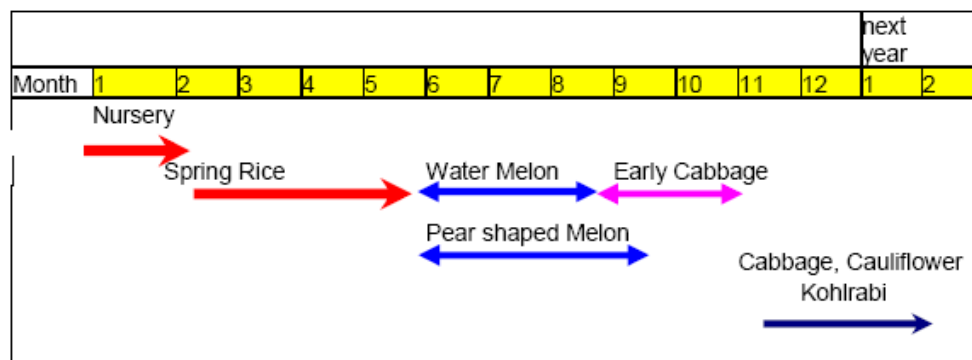 next
year
Month 1 2 3 4 5 6 7 8 9 10 11 12 1 2
Nursery
Spring Rice Water Melon Early Cabbage
Pear shaped Melon
Cabbage, Cauliflower
Kohlrabi